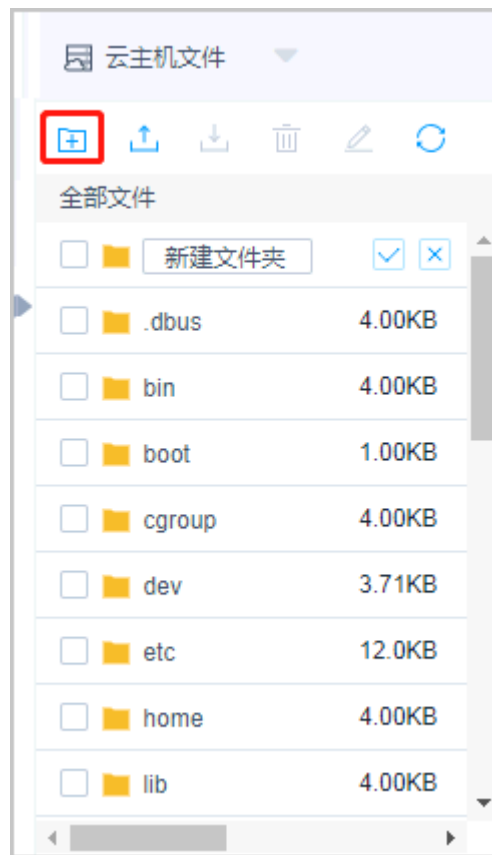 云主机文件
全部文件
新建文件夹
.dbus 4.00KB
bin 4.00KB
boot 1.00KB
cgroup 4.00KB
dev 3.71KB
etc 12.0KB
home 4.00KB
lib 4.00KB